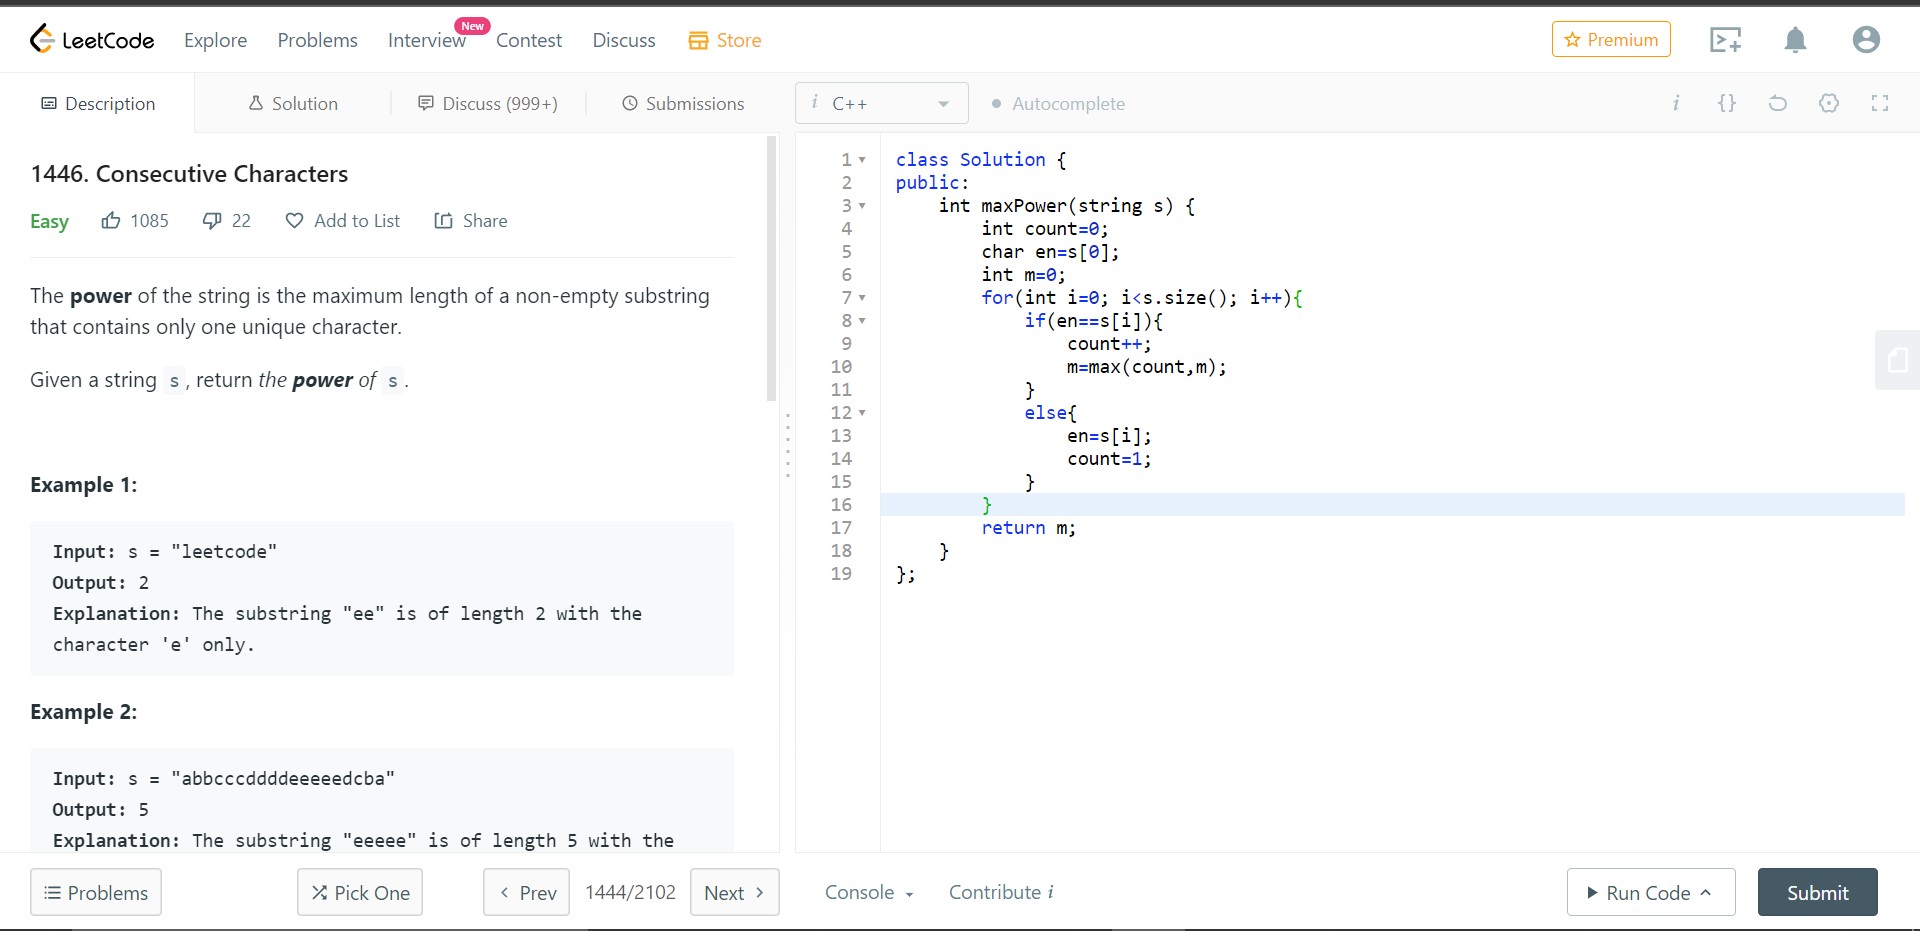 LeetCode Explore Problems Interview New Contest Discuss Store Premium
Description Solution Discuss (999+) Submissions
i C++ Autocomplete i {}
1446. Consecutive Characters
Easy 1085 22 Add to List Share
The power of the string is the maximum length of a non-empty substring
that contains only one unique character.
Given a string s, return the power of s.
Example 1:
Input: s = "leetcode"
Output: 2
Explanation: The substring "ee" is of length 2 with the
character 'e' only.
Example 2:
Input: s = "abbcccddddeeeeedcba"
Output: 5
Explanation: The substring "eeeee" is of length 5 with the
1 class Solution {
2 public:
3 int maxPower(string s) {
4 int count=0;
5 char en=s[0];
6 int m=0;
7 for(int i=0; i<s.size(); i++){
8 if(en==s[i]){
9 count++;
10 m=max(count,m);
11 }
12 else{
13 en=s[i];
14 count=1;
15 }
16 }
17 return m;
18 }
19 };
Problems Pick One < Prev 1444/2102 Next >
Console Contribute i Run Code Submit